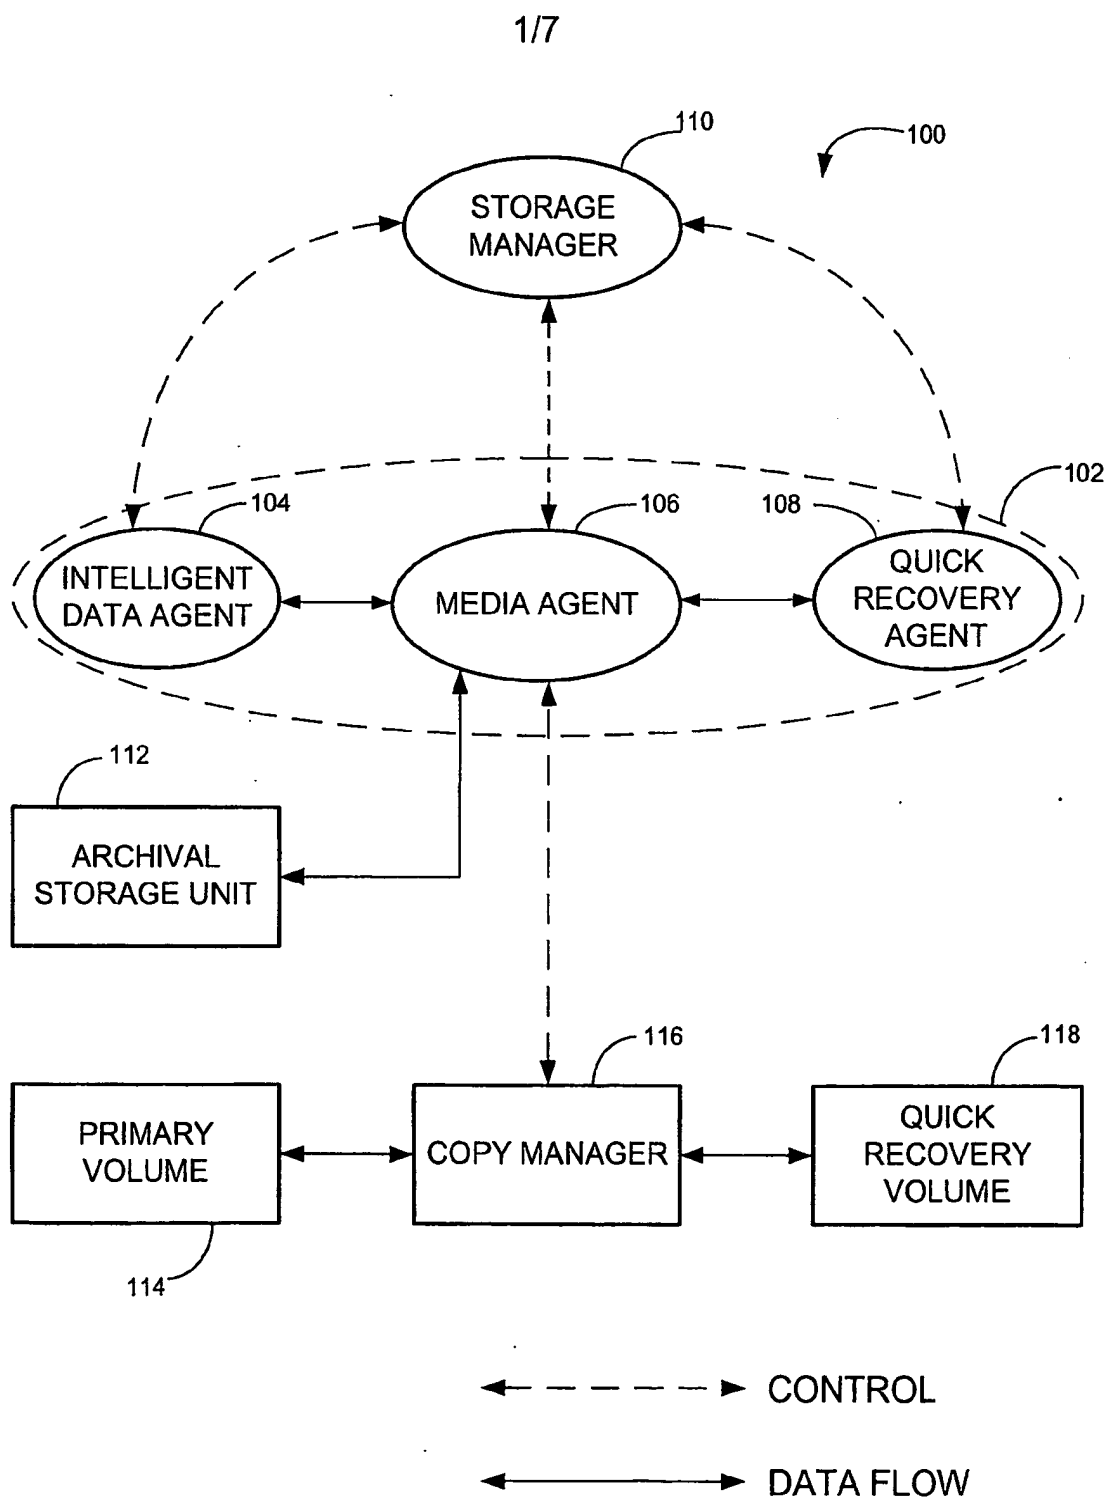 1/7
110
100
STORAGE
MANAGER
102
104
106
108
INTELLIGENT
DATA AGENT
MEDIA AGENT
QUICK
RECOVERY
AGENT
112
ARCHIVAL
STORAGE UNIT
116
118
PRIMARY
VOLUME
COPY MANAGER
QUICK
RECOVERY
VOLUME
114
CONTROL
DATA FLOW